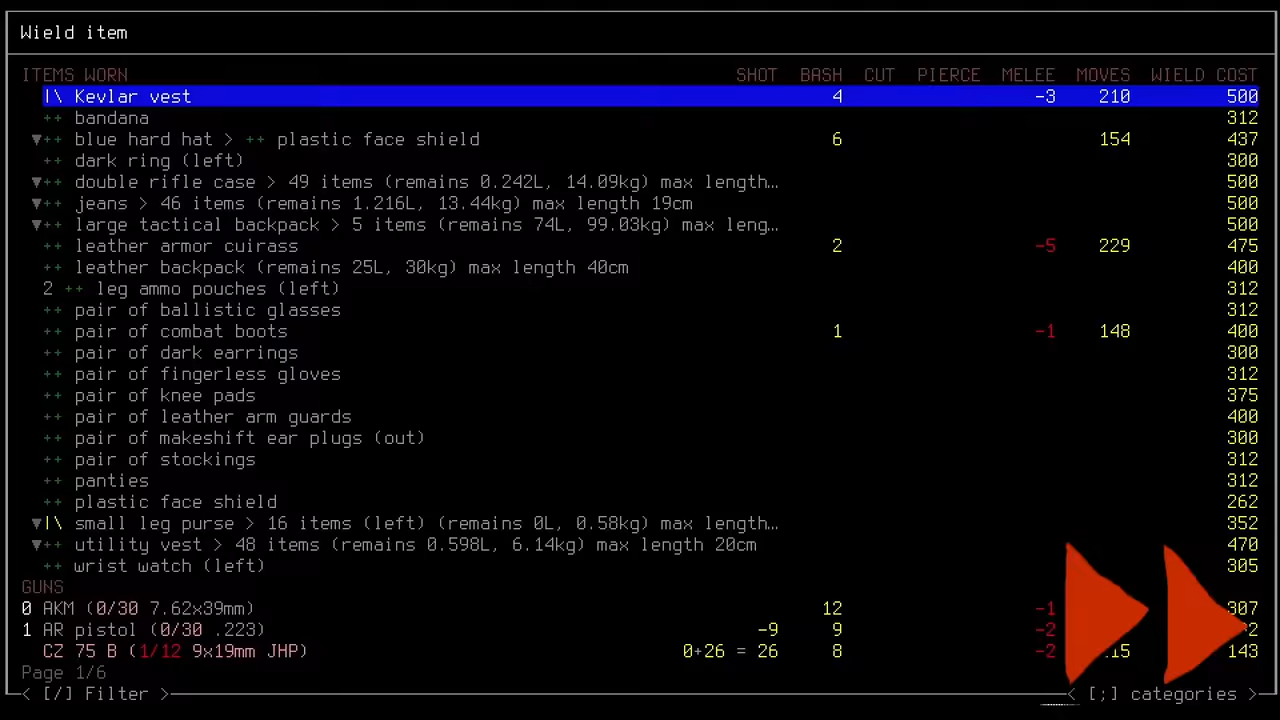 Wield item
ITEMS WORN SHOT BASH CUT PIERCE MELEE MOVES WIELD COST
|\ Kevlar vest 4 -3 210 500
++ bandana 312
▼++ blue hard hat > ++ plastic face shield 6 154 437
++ dark ring (left) 300
▼++ double rifle case > 49 items (remains 0.242L, 14.09kg) max length… 500
▼++ jeans > 46 items (remains 1.216L, 13.44kg) max length 19cm 500
▼++ large tactical backpack > 5 items (remains 74L, 99.03kg) max leng… 500
++ leather armor cuirass 2 -5 229 475
++ leather backpack (remains 25L, 30kg) max length 40cm 400
2 ++ leg ammo pouches (left) 312
++ pair of ballistic glasses 312
++ pair of combat boots 1 -1 148 400
++ pair of dark earrings 300
++ pair of fingerless gloves 312
++ pair of knee pads 375
++ pair of leather arm guards 400
++ pair of makeshift ear plugs (out) 300
++ pair of stockings 312
++ panties 312
++ plastic face shield 262
▼|\ small leg purse > 16 items (left) (remains 0L, 0.58kg) max length… 352
▼++ utility vest > 48 items (remains 0.598L, 6.14kg) max length 20cm 470
++ wrist watch (left) 305
GUNS
0 AKM (0/30 7.62x39mm) 12 -1 307
1 AR pistol (0/30 .223) -9 9 -2
CZ 75 B (1/12 9x19mm JHP) 0+26 = 26 8 -2 143
Page 1/6
< [/] Filter > < [;] categories >